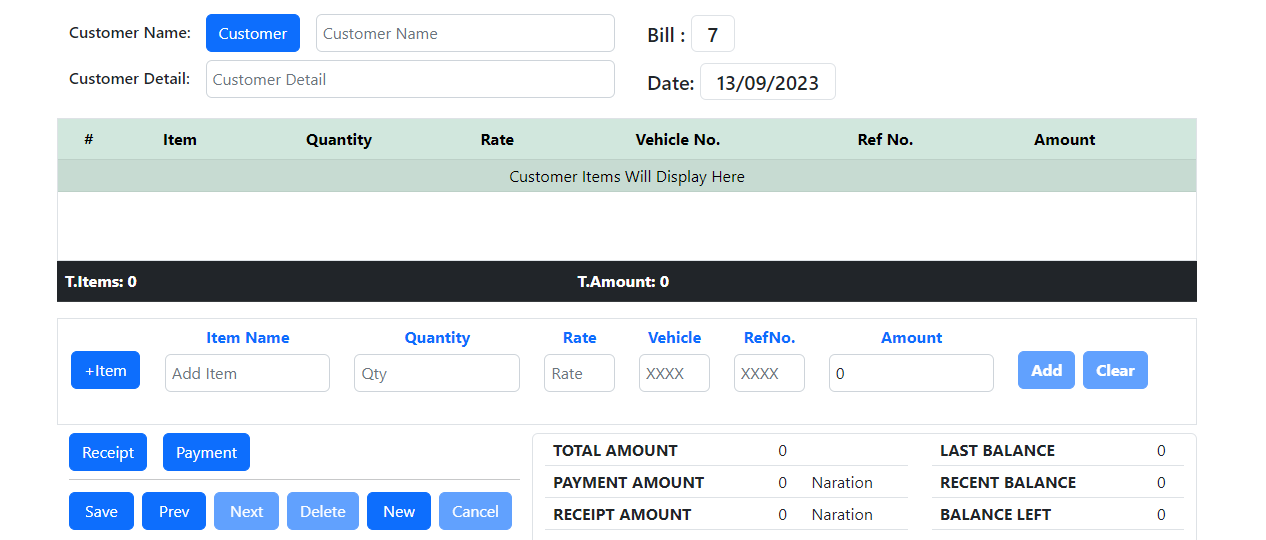 Customer Name: Customer Customer Name Bill : 7
Customer Detail: Customer Detail Date: 13/09/2023
# Item Quantity Rate Vehicle No. Ref No. Amount
Customer Items Will Display Here
T.Items: 0 T.Amount: 0
Item Name Quantity Rate Vehicle RefNo. Amount
+Item Add Item Qty Rate XXXX XXXX 0 Add Clear
Receipt Payment
Save Prev Next Delete New Cancel
TOTAL AMOUNT 0
PAYMENT AMOUNT 0 Naration
RECEIPT AMOUNT 0 Naration
LAST BALANCE 0
RECENT BALANCE 0
BALANCE LEFT 0